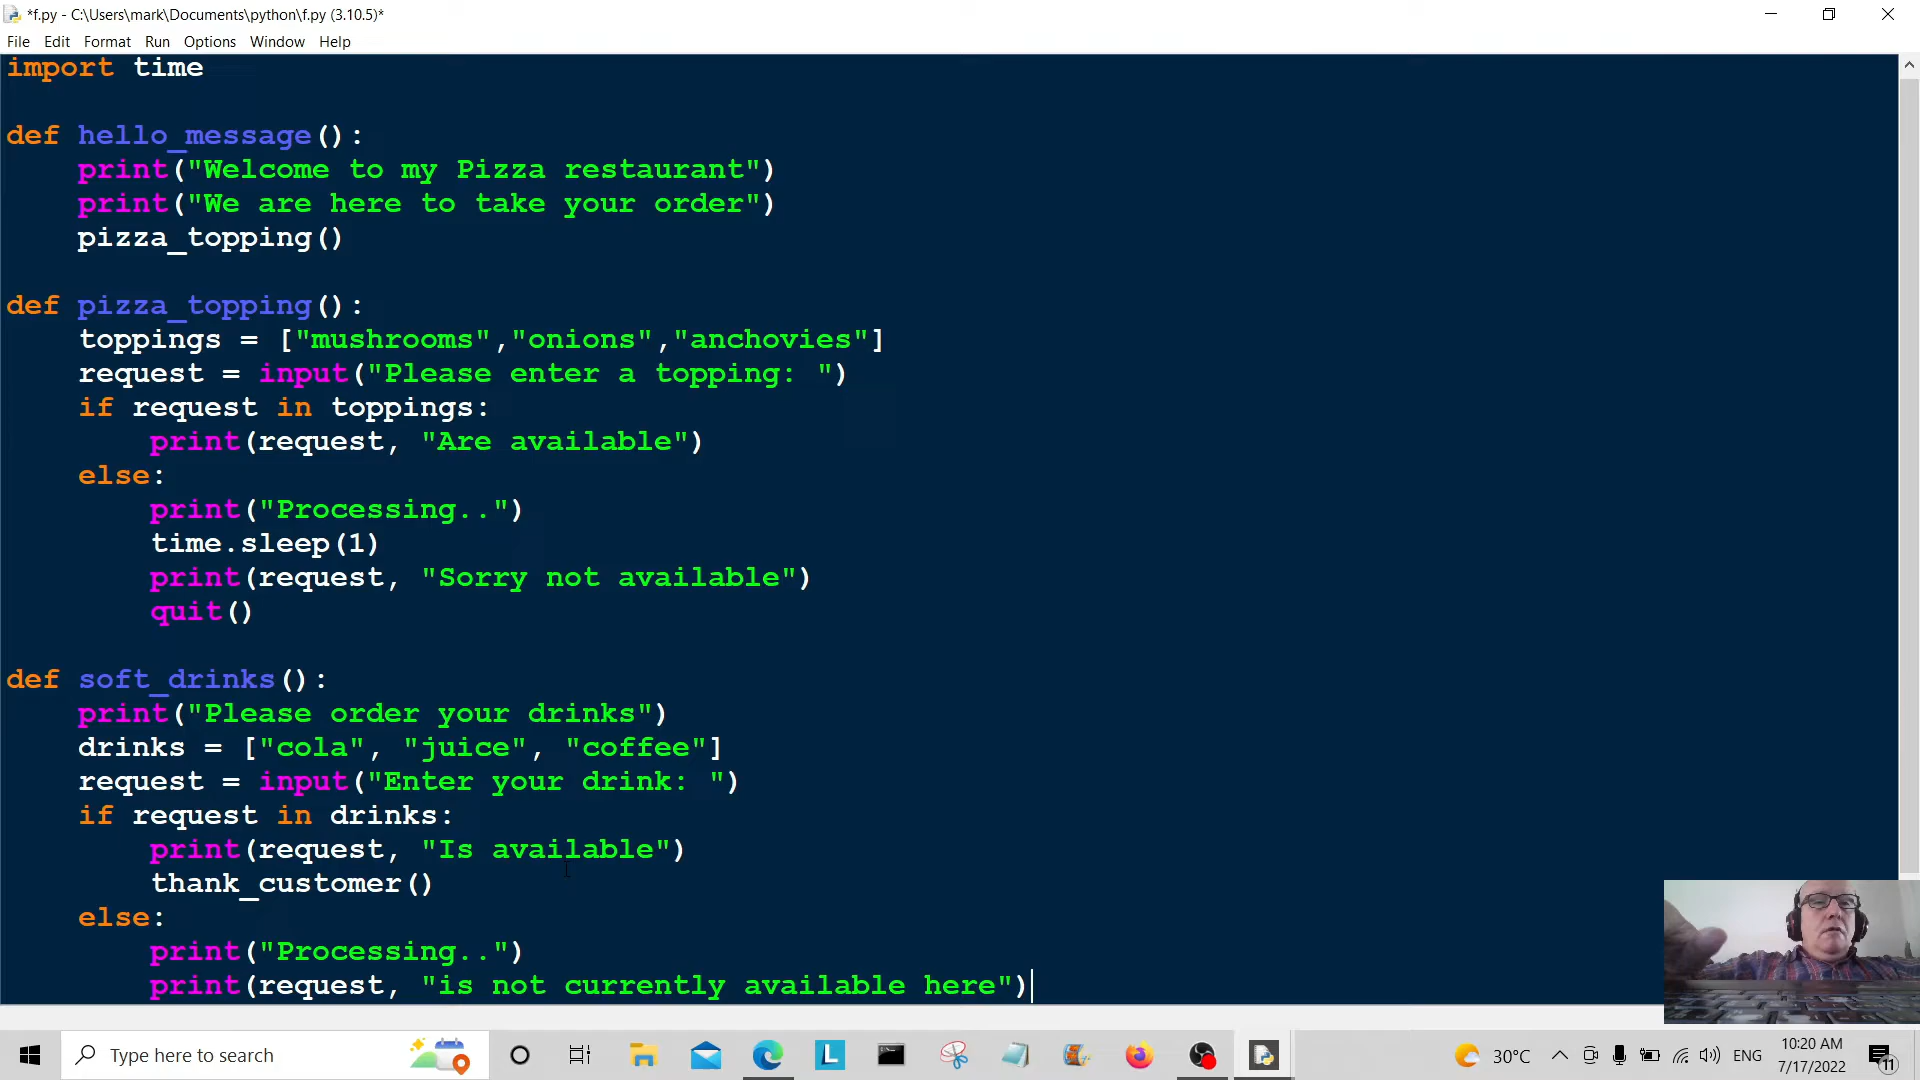 *f.py - C:\Users\mark\Documents\python\f.py (3.10.5)*
File Edit Format Run Options Window Help
import time
def hello_message():
    print("Welcome to my Pizza restaurant")
    print("We are here to take your order")
    pizza_topping()
def pizza_topping():
    toppings = ["mushrooms","onions","anchovies"]
    request = input("Please enter a topping: ")
    if request in toppings:
        print(request, "Are available")
    else:
        print("Processing..")
        time.sleep(1)
        print(request, "Sorry not available")
        quit()
def soft_drinks():
    print("Please order your drinks")
    drinks = ["cola", "juice", "coffee"]
    request = input("Enter your drink: ")
    if request in drinks:
        print(request, "Is available")
        thank_customer()
    else:
        print("Processing..")
        print(request, "is not currently available here")
Type here to search
L
30°C
ENG
10:20 AM
7/17/2022
11